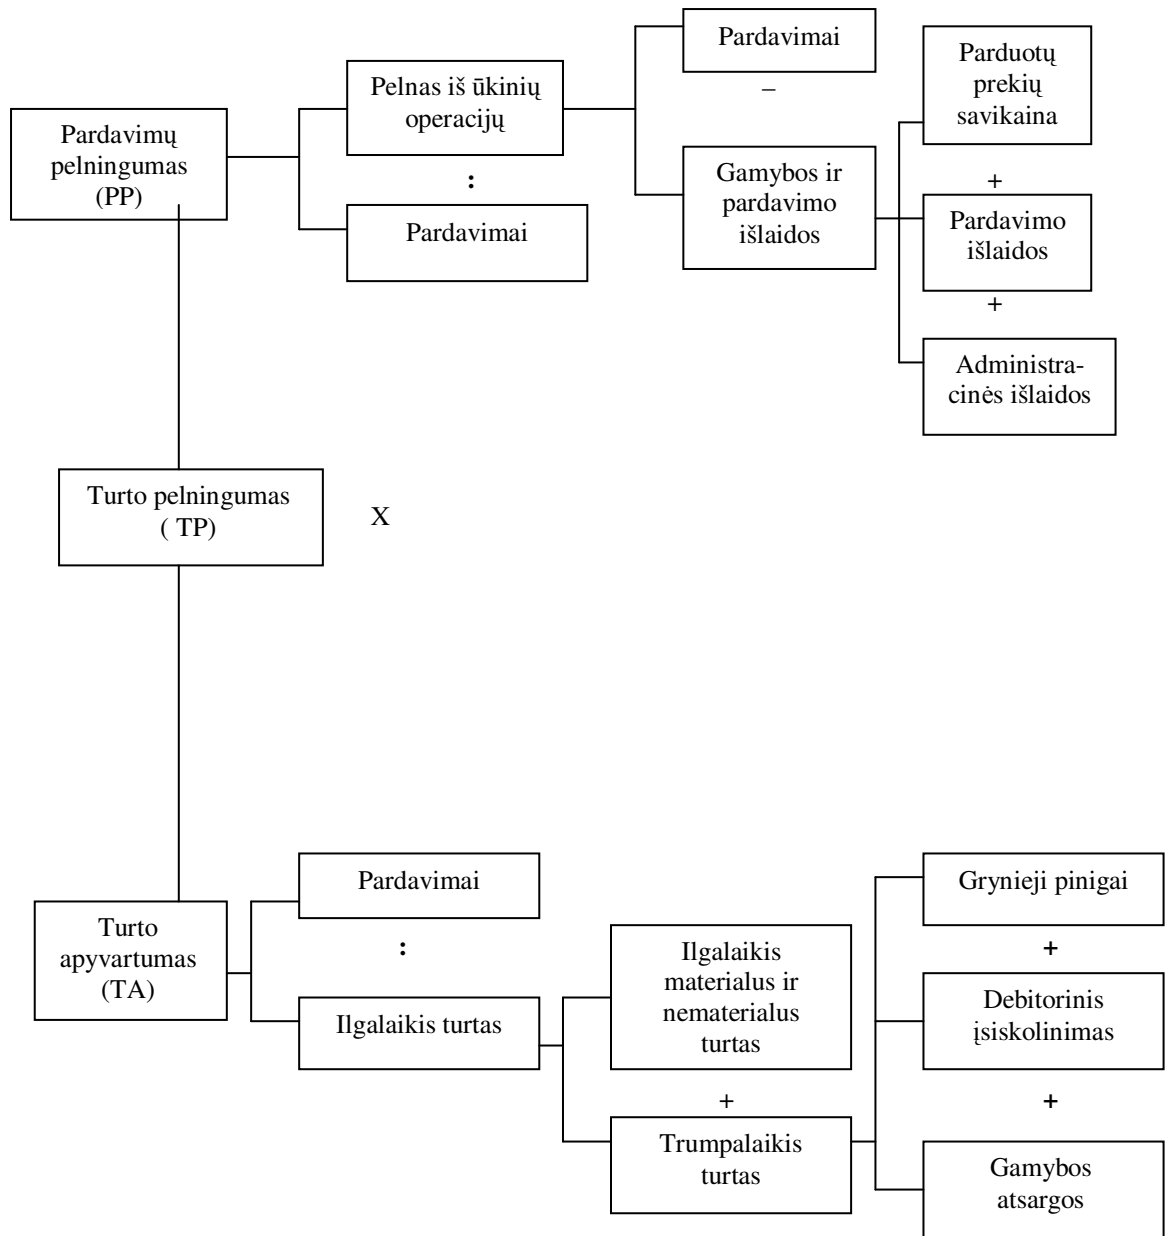 Pardavimai
–
Parduotų
prekių
savikaina
Pelnas iš ūkinių
operacijų
Pardavimų
pelningumas
(PP)
:
Gamybos ir
pardavimo
išlaidos
+
Pardavimai
Pardavimo
išlaidos
+
Administra-
cinės išlaidos
Turto pelningumas
( TP)
X
Pardavimai
Grynieji pinigai
Turto
apyvartumas
(TA)
:
Ilgalaikis
materialus ir
nematerialus
turtas
+
Ilgalaikis turtas
Debitorinis
įsiskolinimas
+
+
Trumpalaikis
turtas
Gamybos
atsargos